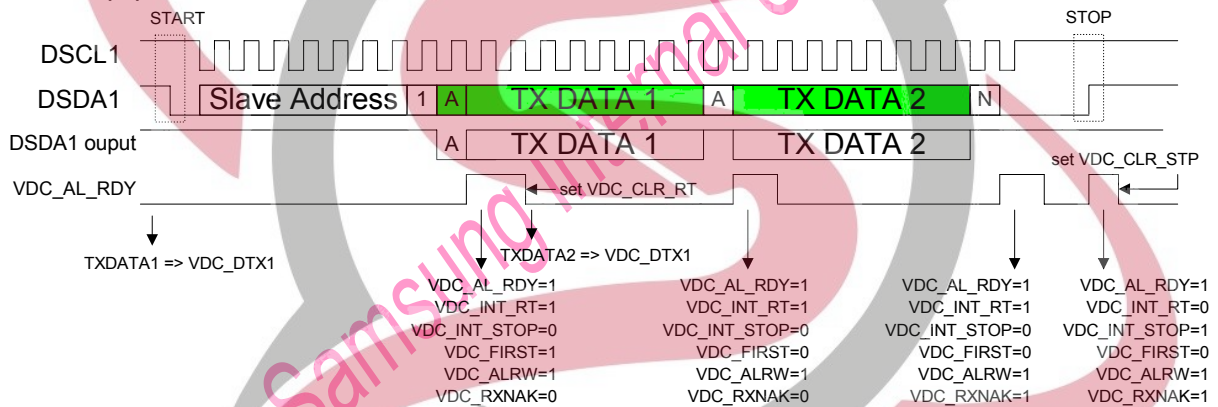 START STOP
DSCL1
DSDA1 Slave Address 1 A TX DATA 1 A TX DATA 2 N
DSDA1 ouput A TX DATA 1 TX DATA 2
set VDC_CLR_STP
VDC_AL_RDY set VDC_CLR_RT
TXDATA1 => VDC_DTX1 TXDATA2 => VDC_DTX1
VDC_AL_RDY=1 VDC_AL_RDY=1 VDC_AL_RDY=1 VDC_AL_RDY=1
VDC_INT_RT=1 VDC_INT_RT=1 VDC_INT_RT=1 VDC_INT_RT=0
VDC_INT_STOP=0 VDC_INT_STOP=0 VDC_INT_STOP=0 VDC_INT_STOP=1
VDC_FIRST=1 VDC_FIRST=0 VDC_FIRST=0 VDC_FIRST=0
VDC_ALRW=1 VDC_ALRW=1 VDC_ALRW=1 VDC_ALRW=1
VDC_RXNAK=0 VDC_RXNAK=0 VDC_RXNAK=1 VDC_RXNAK=1
Samsung Internal